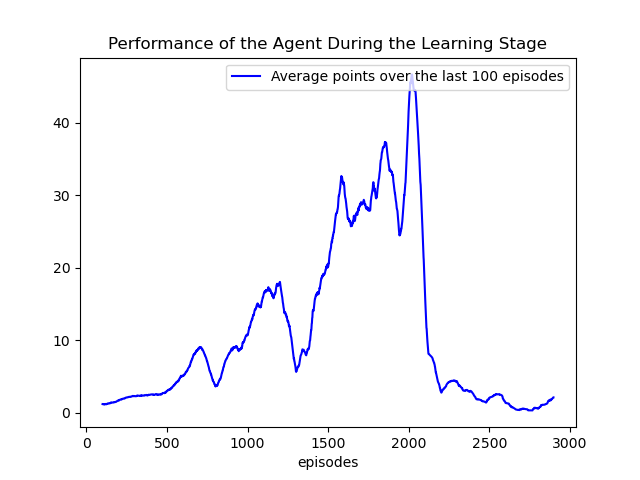 Performance of the Agent During the Learning Stage
Average points over the last 100 episodes
40
30
20
10
0
0 500 1000 1500 2000 2500 3000
episodes